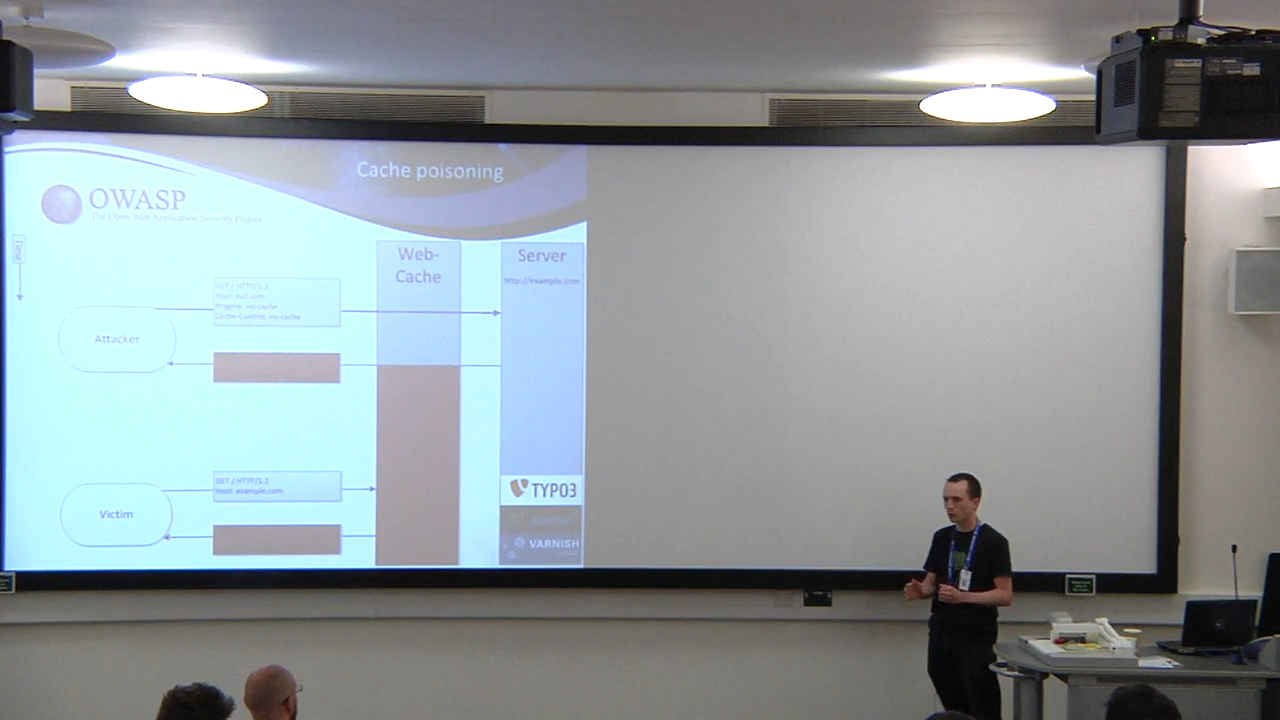 Cache poisoning
OWASP
The Open Web Application Security Project
Time
Web-
Cache
Server
http://example.com
GET / HTTP/1.1
Host: evil.com
Pragma: no-cache
Cache-Control: no-cache
Attacker
GET / HTTP/1.1
Host: example.com
Victim
TYPO3
VARNISH